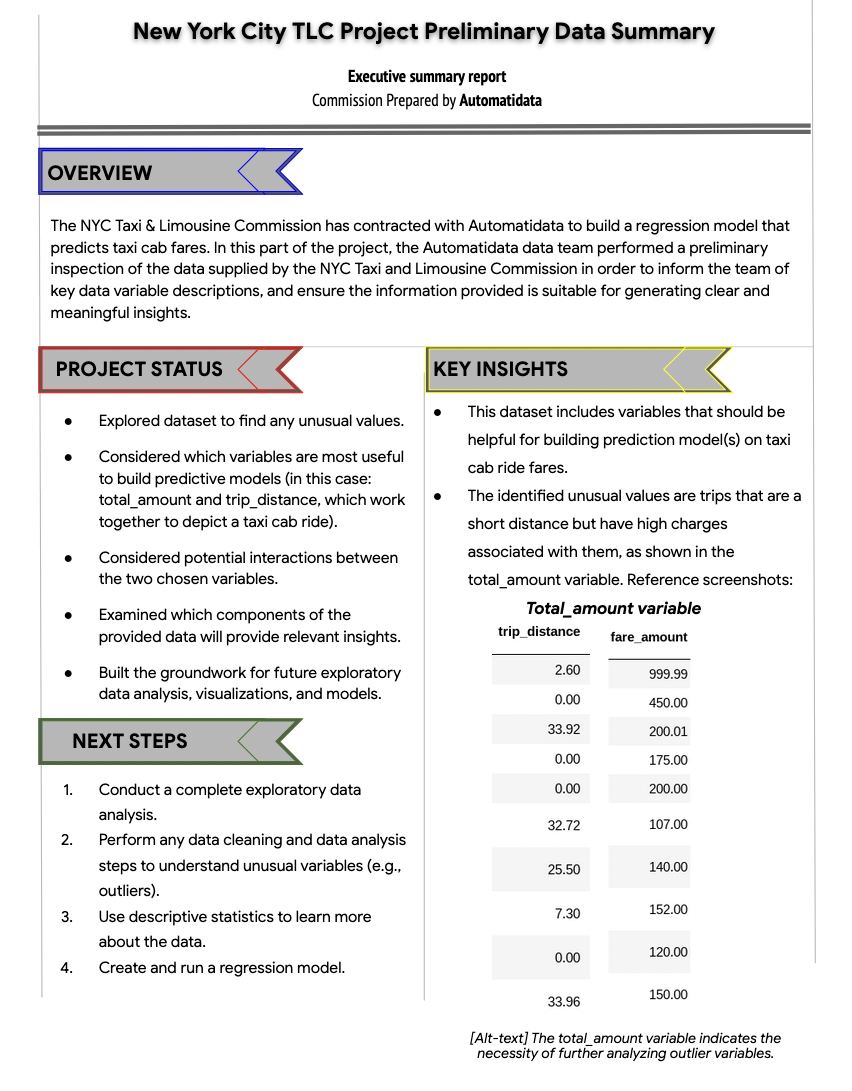 New York City TLC Project Preliminary Data Summary
Executive summary report
Commission Prepared by Automatidata
OVERVIEW
The NYC Taxi & Limousine Commission has contracted with Automatidata to build a regression model that
predicts taxi cab fares. In this part of the project, the Automatidata data team performed a preliminary
inspection of the data supplied by the NYC Taxi and Limousine Commission in order to inform the team of
key data variable descriptions, and ensure the information provided is suitable for generating clear and
meaningful insights.
PROJECT STATUS
● Explored dataset to find any unusual values.
● Considered which variables are most useful
to build predictive models (in this case:
total_amount and trip_distance, which work
together to depict a taxi cab ride).
● Considered potential interactions between
the two chosen variables.
● Examined which components of the
provided data will provide relevant insights.
● Built the groundwork for future exploratory
data analysis, visualizations, and models.
NEXT STEPS
1. Conduct a complete exploratory data
analysis.
2. Perform any data cleaning and data analysis
steps to understand unusual variables (e.g.,
outliers).
3. Use descriptive statistics to learn more
about the data.
4. Create and run a regression model.
KEY INSIGHTS
● This dataset includes variables that should be
helpful for building prediction model(s) on taxi
cab ride fares.
● The identified unusual values are trips that are a
short distance but have high charges
associated with them, as shown in the
total_amount variable. Reference screenshots:
Total_amount variable
trip_distance fare_amount
2.60 999.99
0.00 450.00
33.92 200.01
0.00 175.00
0.00 200.00
32.72 107.00
25.50 140.00
7.30 152.00
0.00 120.00
33.96 150.00
[Alt-text] The total_amount variable indicates the
necessity of further analyzing outlier variables.